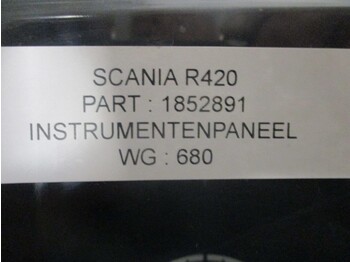 SCANIA R420
PART : 1852891
INSTRUMENTENPANEEL
WG : 680